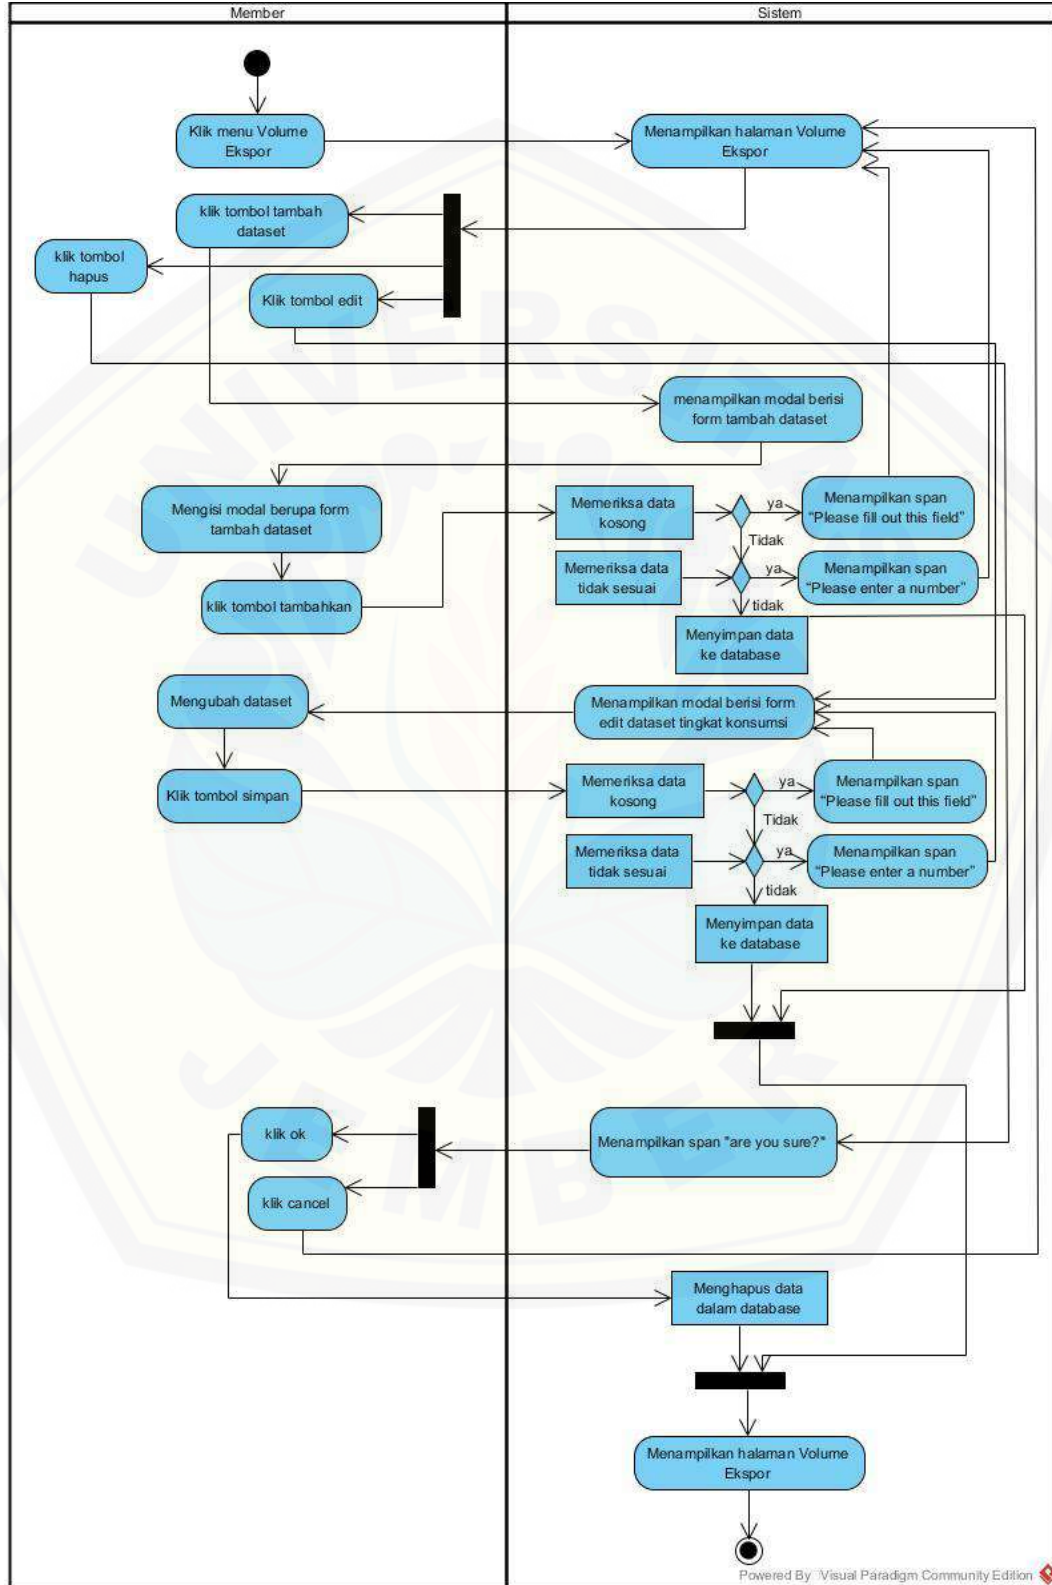 Member
Sistem
Klik menu Volume
Ekspor
Menampilkan halaman Volume
Ekspor
klik tombol tambah
dataset
klik tombol
hapus
Klik tombol edit
menampilkan modal berisi
form tambah dataset
Mengisi modal berupa form
tambah dataset
Memeriksa data
kosong
ya
Menampilkan span
"Please fill out this field"
Tidak
klik tombol tambahkan
Memeriksa data
tidak sesuai
ya
Menampilkan span
"Please enter a number"
tidak
Menyimpan data
ke database
Mengubah dataset
Menampilkan modal berisi form
edit dataset tingkat konsumsi
Klik tombol simpan
Memeriksa data
kosong
ya
Menampilkan span
"Please fill out this field"
Tidak
Memeriksa data
tidak sesuai
ya
Menampilkan span
"Please enter a number"
tidak
Menyimpan data
ke database
klik ok
Menampilkan span "are you sure?"
klik cancel
Menghapus data
dalam database
Menampilkan halaman Volume
Ekspor
Powered By Visual Paradigm Community Edition
UNIVERSITAS
JEMBER